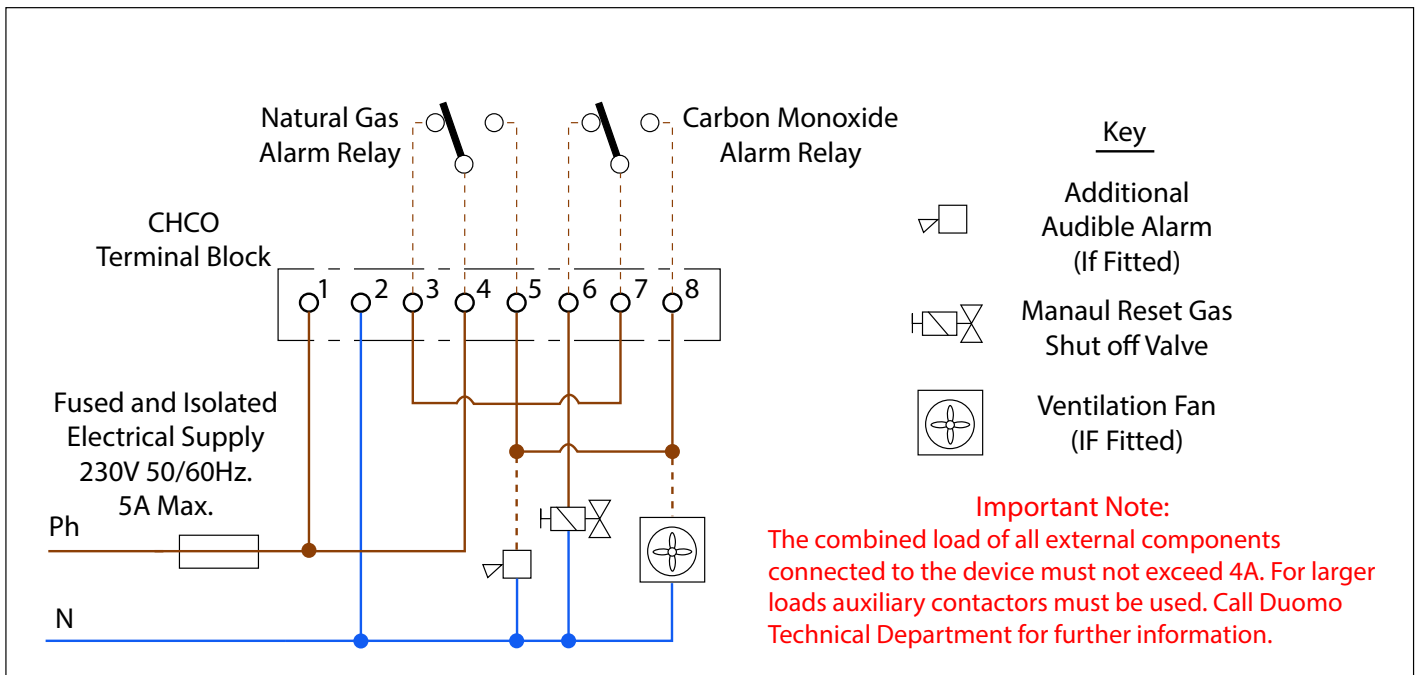 Natural Gas
Alarm Relay
Carbon Monoxide
Alarm Relay
Key
CHCO
Terminal Block
1 2 3 4 5 6 7 8
Additional
Audible Alarm
(If Fitted)
Manaul Reset Gas
Shut off Valve
Ventilation Fan
(IF Fitted)
Fused and Isolated
Electrical Supply
230V 50/60Hz.
5A Max.
Ph
N
Important Note:
The combined load of all external components
connected to the device must not exceed 4A. For larger
loads auxiliary contactors must be used. Call Duomo
Technical Department for further information.